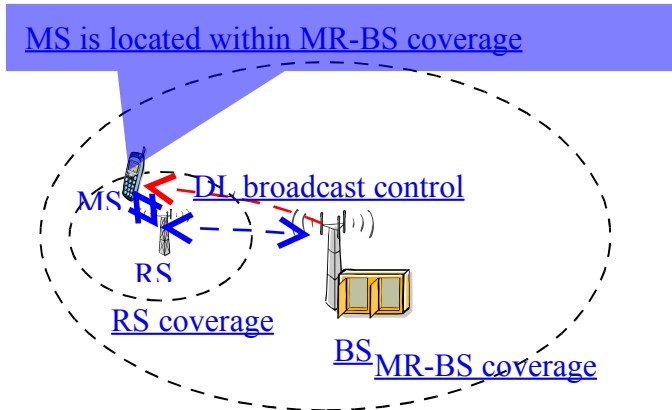 MS is located within MR-BS coverage
DL broadcast control
MS
RS
RS coverage
BS
MR-BS coverage